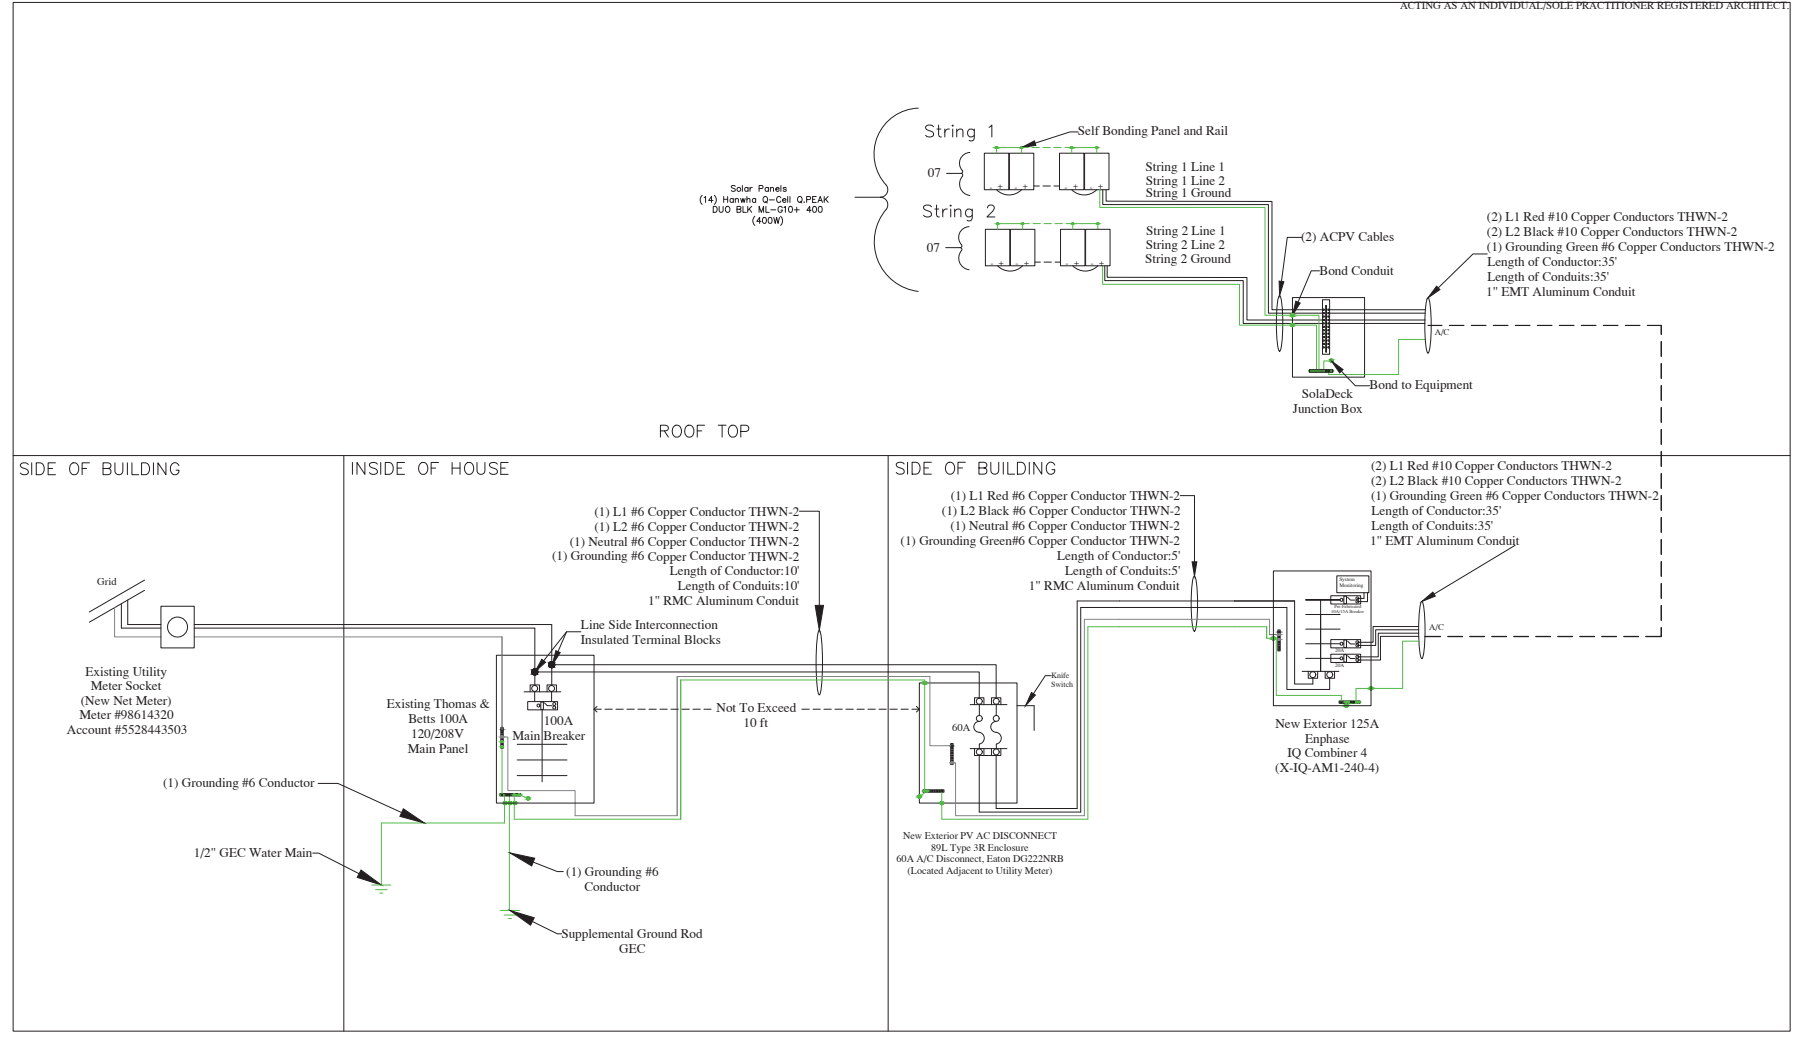 ACTING AS AN INDIVIDUAL/SOLE PRACTITIONER REGISTERED ARCHITECT.
String 1
Self Bonding Panel and Rail
07
String 1 Line 1
String 1 Line 2
String 1 Ground
Solar Panels
(14) Hanwha Q-Cell Q.PEAK
DUO BLK ML-G10+ 400
(400W)
String 2
07
String 2 Line 1
String 2 Line 2
String 2 Ground
(2) ACPV Cables
Bond Conduit
(2) L1 Red #10 Copper Conductors THWN-2
(2) L2 Black #10 Copper Conductors THWN-2
(1) Grounding Green #6 Copper Conductors THWN-2
Length of Conductor:35'
Length of Conduits:35'
1" EMT Aluminum Conduit
A/C
Bond to Equipment
SolaDeck
Junction Box
ROOF TOP
SIDE OF BUILDING
Grid
Existing Utility
Meter Socket
(New Net Meter)
Meter #98614320
Account #5528443503
(1) Grounding #6 Conductor
1/2" GEC Water Main
INSIDE OF HOUSE
(1) L1 #6 Copper Conductor THWN-2
(1) L2 #6 Copper Conductor THWN-2
(1) Neutral #6 Copper Conductor THWN-2
(1) Grounding #6 Copper Conductor THWN-2
Length of Conductor:10'
Length of Conduits:10'
1" RMC Aluminum Conduit
Line Side Interconnection
Insulated Terminal Blocks
Existing Thomas &
Betts 100A
120/208V
Main Panel
100A
Main Breaker
Not To Exceed
10 ft
(1) Grounding #6
Conductor
Supplemental Ground Rod
GEC
SIDE OF BUILDING
(1) L1 Red #6 Copper Conductor THWN-2
(1) L2 Black #6 Copper Conductor THWN-2
(1) Neutral #6 Copper Conductor THWN-2
(1) Grounding Green#6 Copper Conductor THWN-2
Length of Conductor:5'
Length of Conduits:5'
1" RMC Aluminum Conduit
Knife
Switch
60A
New Exterior PV AC DISCONNECT
89L Type 3R Enclosure
60A A/C Disconnect, Eaton DG222NRB
(Located Adjacent to Utility Meter)
(2) L1 Red #10 Copper Conductors THWN-2
(2) L2 Black #10 Copper Conductors THWN-2
(1) Grounding Green #6 Copper Conductors THWN-2
Length of Conductor:35'
Length of Conduits:35'
1" EMT Aluminum Conduit
System
Monitoring
20A
20A
A/C
New Exterior 125A
Enphase
IQ Combiner 4
(X-IQ-AM1-240-4)